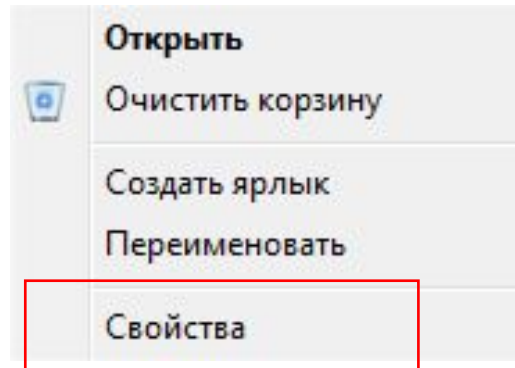 Открыть
Очистить корзину
Создать ярлык
Переименовать
Свойства